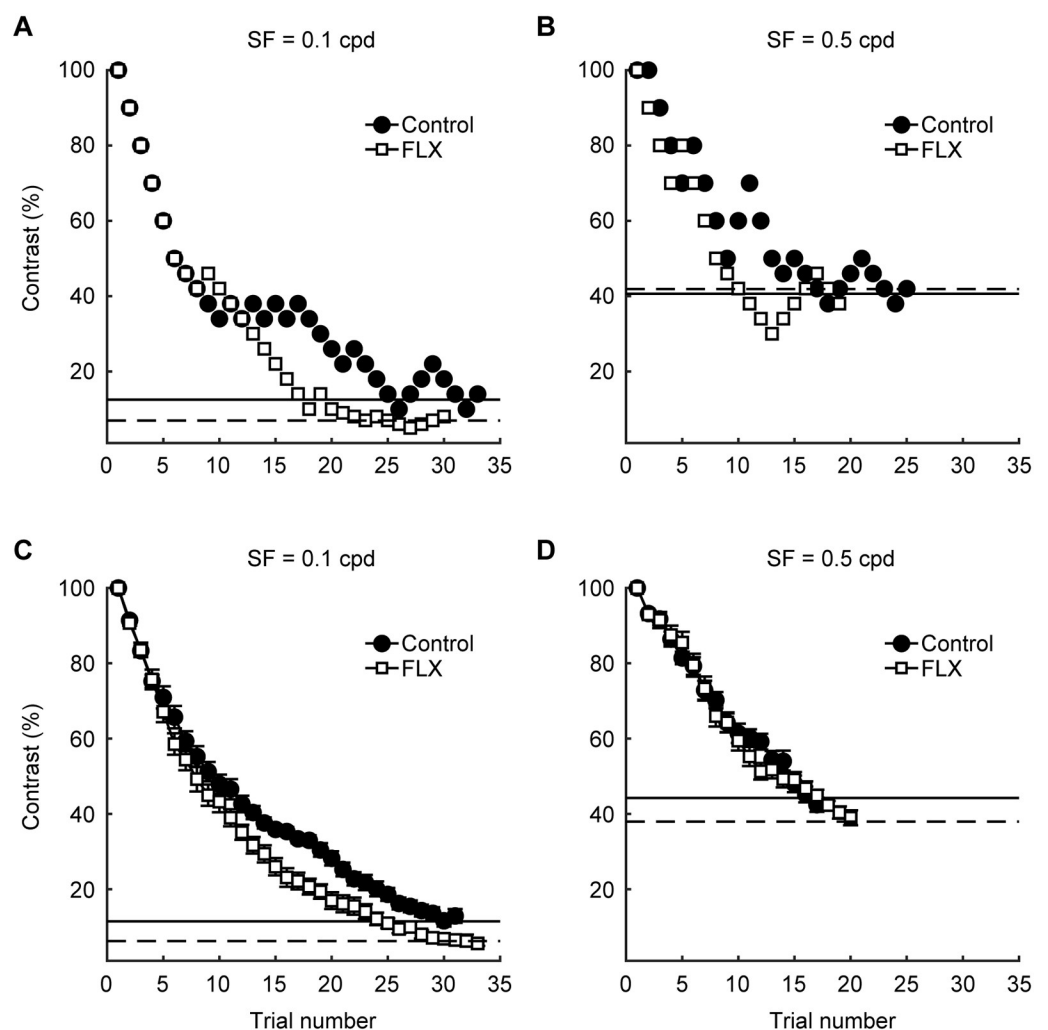 A
SF = 0.1 cpd
Contrast (%)
100
80
60
40
20
0 5 10 15 20 25 30 35
Control
FLX
B
SF = 0.5 cpd
100
80
60
40
20
0 5 10 15 20 25 30 35
Control
FLX
C
SF = 0.1 cpd
Contrast (%)
100
80
60
40
20
0 5 10 15 20 25 30 35
Trial number
Control
FLX
D
SF = 0.5 cpd
100
80
60
40
20
0 5 10 15 20 25 30 35
Trial number
Control
FLX